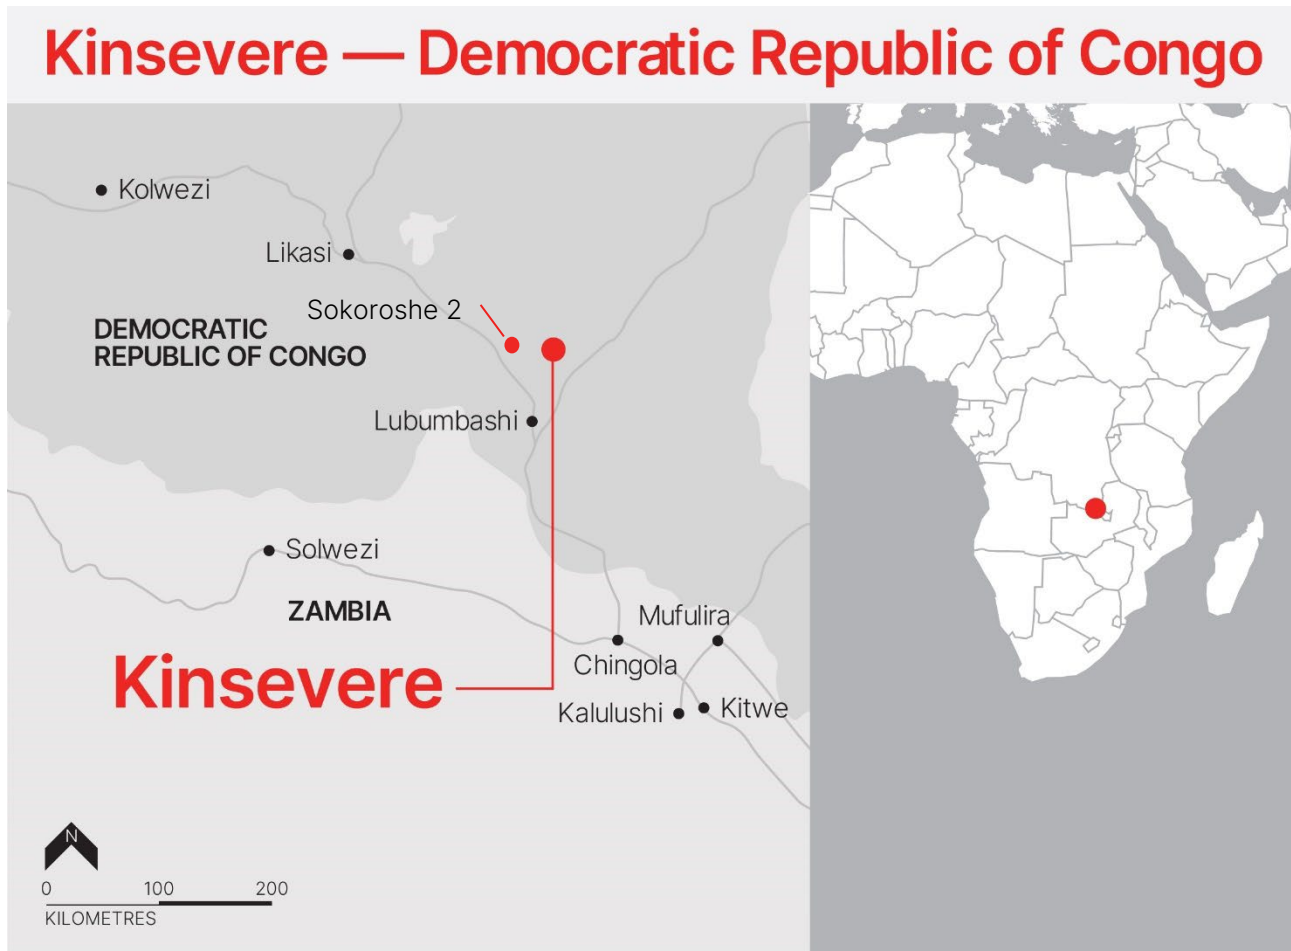 Kinsevere — Democratic Republic of Congo
Kolwezi
Likasi
Sokoroshe 2
DEMOCRATIC
REPUBLIC OF CONGO
Lubumbashi
Solwezi
ZAMBIA
Mufulira
Chingola
Kinsevere
Kalulushi
Kitwe
N
0 100 200
KILOMETRES